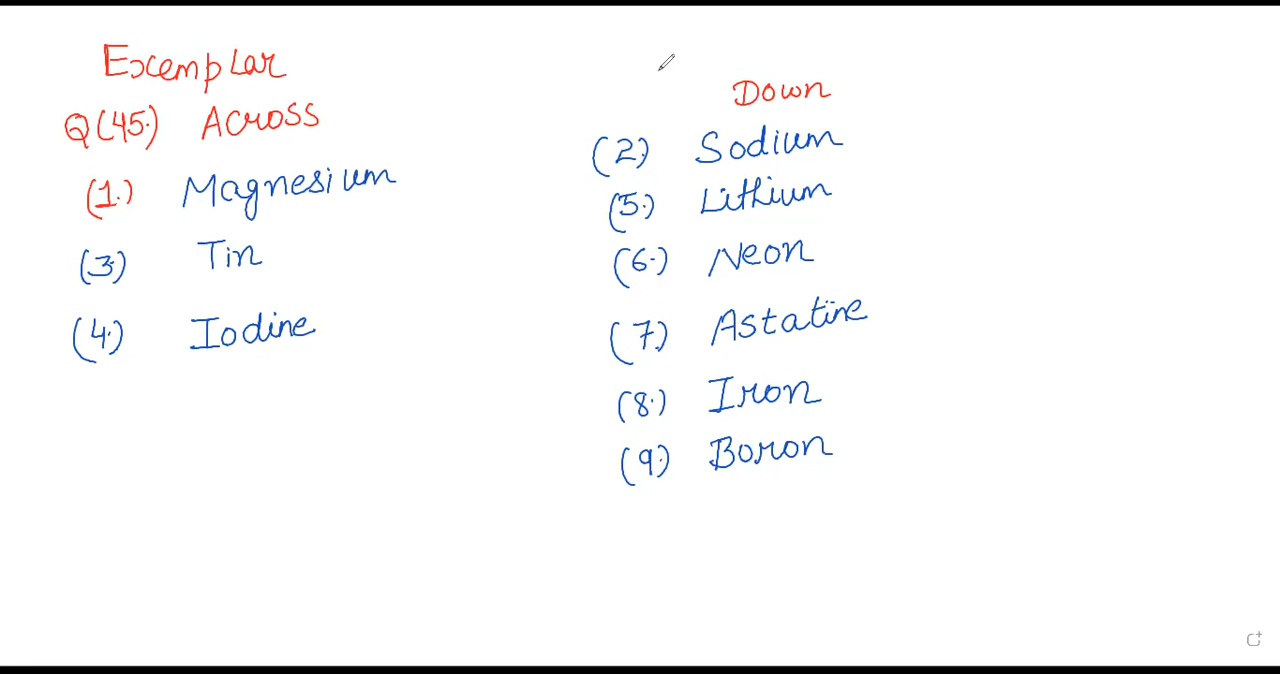 Exemplar
Q(45.) Across
(1.) Magnesium
(3.) Tin
(4.) Iodine
Down
(2.) Sodium
(5.) Lithium
(6.) Neon
(7.) Astatine
(8.) Iron
(9.) Boron